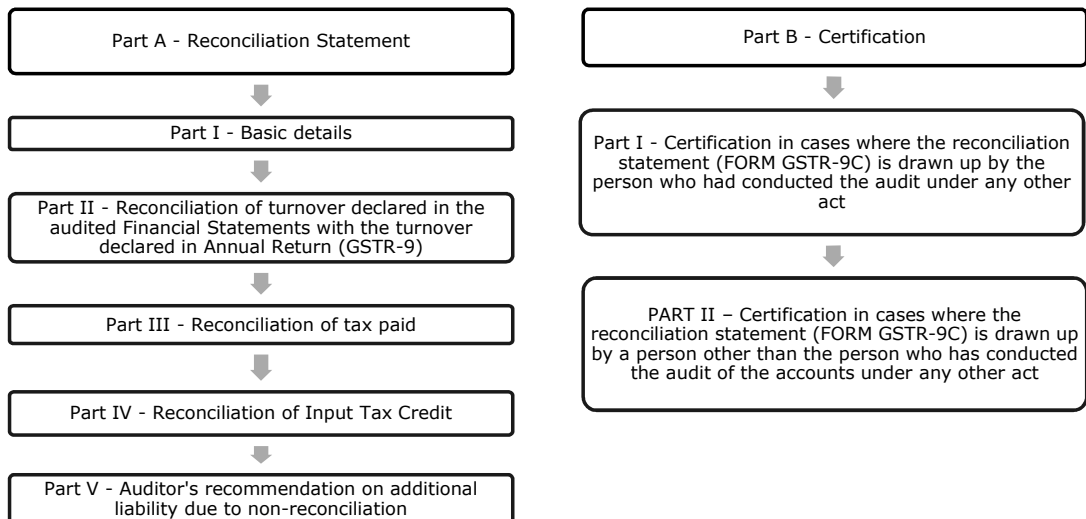 Part A - Reconciliation Statement
Part I - Basic details
Part II - Reconciliation of turnover declared in the
audited Financial Statements with the turnover
declared in Annual Return (GSTR-9)
Part III - Reconciliation of tax paid
Part IV - Reconciliation of Input Tax Credit
Part V - Auditor's recommendation on additional
liability due to non-reconciliation
Part B - Certification
Part I - Certification in cases where the reconciliation
statement (FORM GSTR-9C) is drawn up by the
person who had conducted the audit under any other
act
PART II – Certification in cases where the
reconciliation statement (FORM GSTR-9C) is drawn up
by a person other than the person who has conducted
the audit of the accounts under any other act